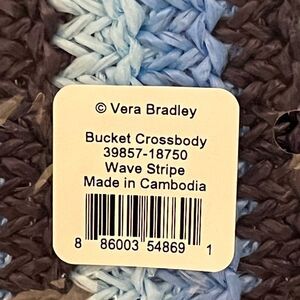 © Vera Bradley
Bucket Crossbody
39857-18750
Wave Stripe
Made in Cambodia
8 86003 54869 1